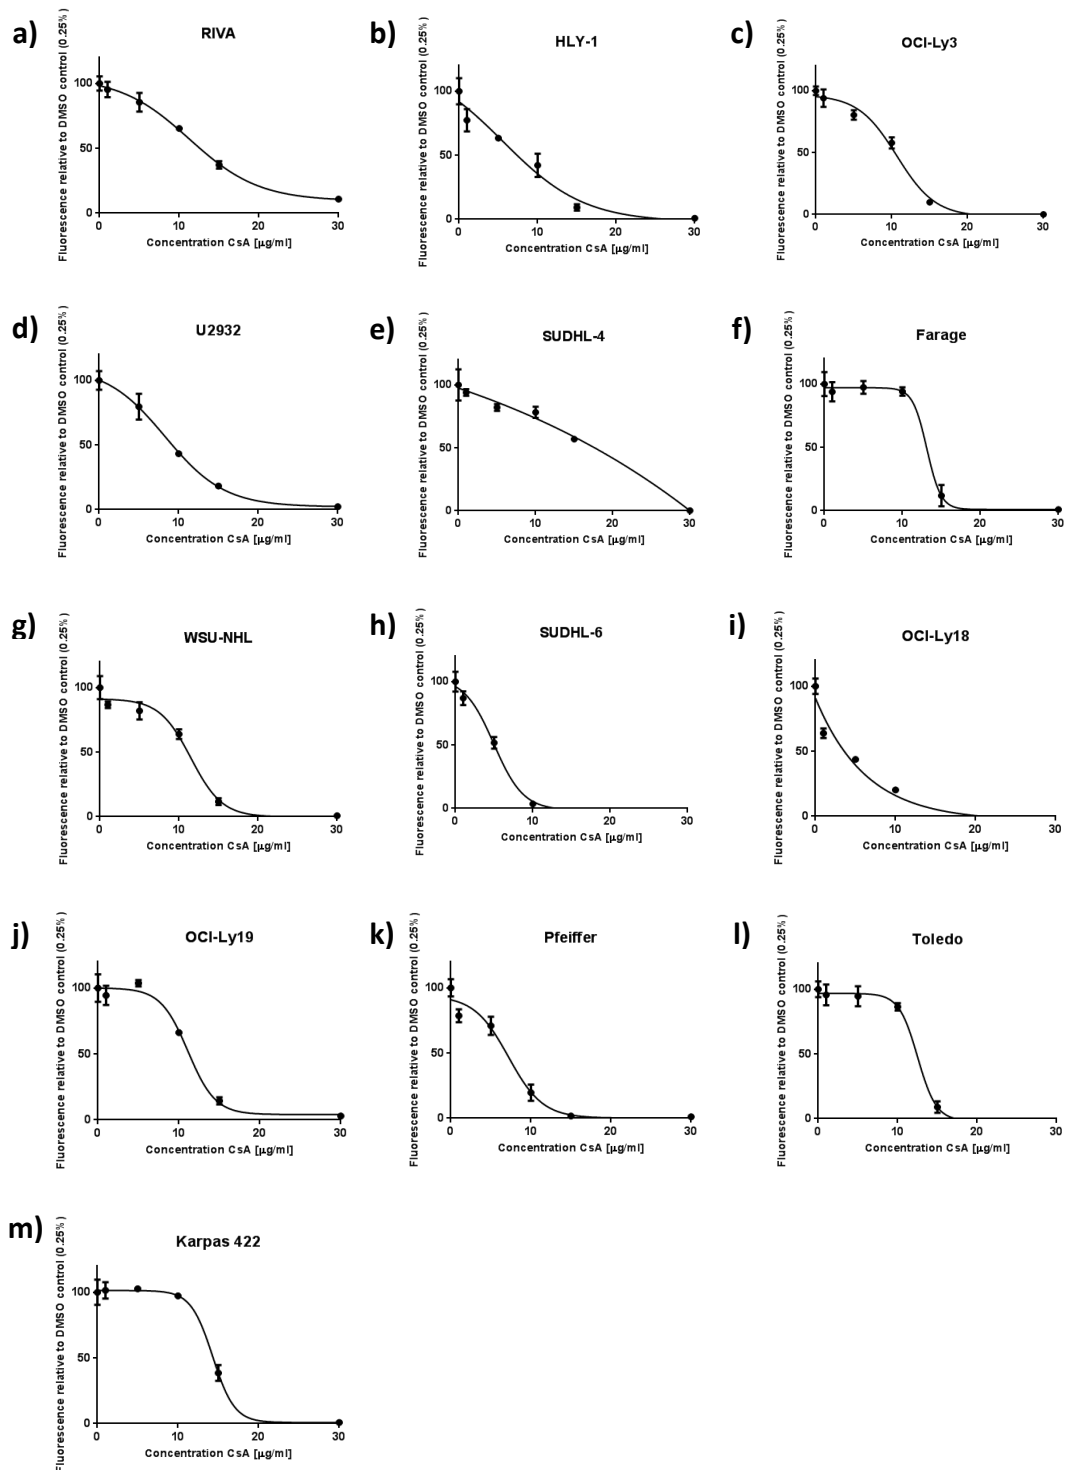 a)
RIVA
Fluorescence relative to DMSO control (0.25%)
100
50
0
0 10 20 30
Concentration CsA [µg/ml]
b)
HLY-1
Fluorescence relative to DMSO control (0.25%)
100
50
0
0 10 20 30
Concentration CsA [µg/ml]
c)
OCI-Ly3
Fluorescence relative to DMSO control (0.25%)
100
50
0
0 10 20 30
Concentration CsA [µg/ml]
d)
U2932
Fluorescence relative to DMSO control (0.25%)
100
50
0
0 10 20 30
Concentration CsA [µg/ml]
e)
SUDHL-4
Fluorescence relative to DMSO control (0.25%)
100
50
0
0 10 20 30
Concentration CsA [µg/ml]
f)
Farage
Fluorescence relative to DMSO control (0.25%)
100
50
0
0 10 20 30
Concentration CsA [µg/ml]
g)
WSU-NHL
Fluorescence relative to DMSO control (0.25%)
100
50
0
0 10 20 30
Concentration CsA [µg/ml]
h)
SUDHL-6
Fluorescence relative to DMSO control (0.25%)
100
50
0
0 10 20 30
Concentration CsA [µg/ml]
i)
OCI-Ly18
Fluorescence relative to DMSO control (0.25%)
100
50
0
0 10 20 30
Concentration CsA [µg/ml]
j)
OCI-Ly19
Fluorescence relative to DMSO control (0.25%)
100
50
0
0 10 20 30
Concentration CsA [µg/ml]
k)
Pfeiffer
Fluorescence relative to DMSO control (0.25%)
100
50
0
0 10 20 30
Concentration CsA [µg/ml]
l)
Toledo
Fluorescence relative to DMSO control (0.25%)
100
50
0
0 10 20 30
Concentration CsA [µg/ml]
m)
Karpas 422
Fluorescence relative to DMSO control (0.25%)
100
50
0
0 10 20 30
Concentration CsA [µg/ml]